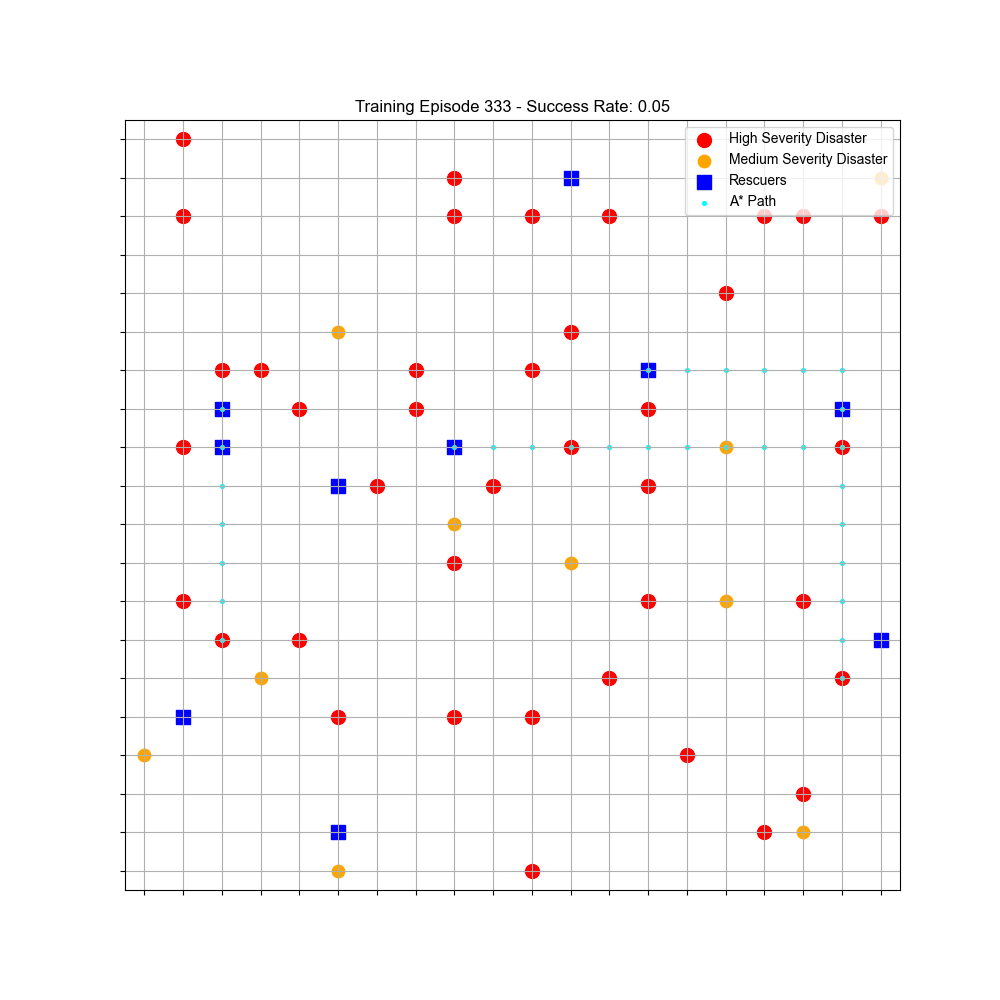 Training Episode 333 - Success Rate: 0.05
High Severity Disaster
Medium Severity Disaster
Rescuers
A* Path